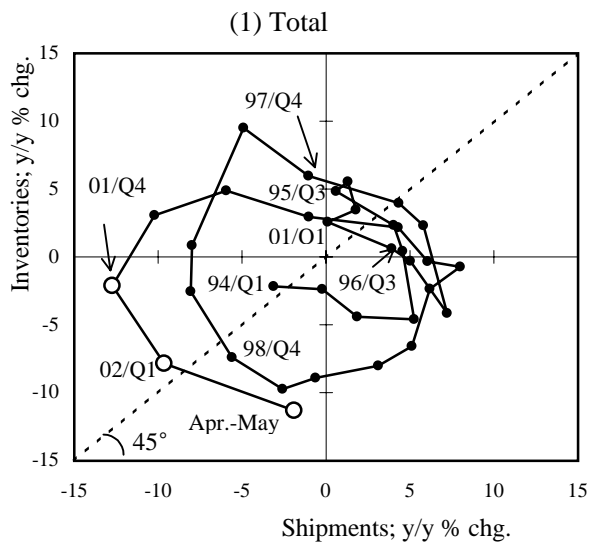 (1) Total
15
10
5
0
-5
-10
-15
Inventories; y/y % chg.
97/Q4
01/Q4
95/Q3
01/O1
94/Q1
96/Q3
98/Q4
02/Q1
Apr.-May
45°
-15
-10
-5
0
5
10
15
Shipments; y/y % chg.